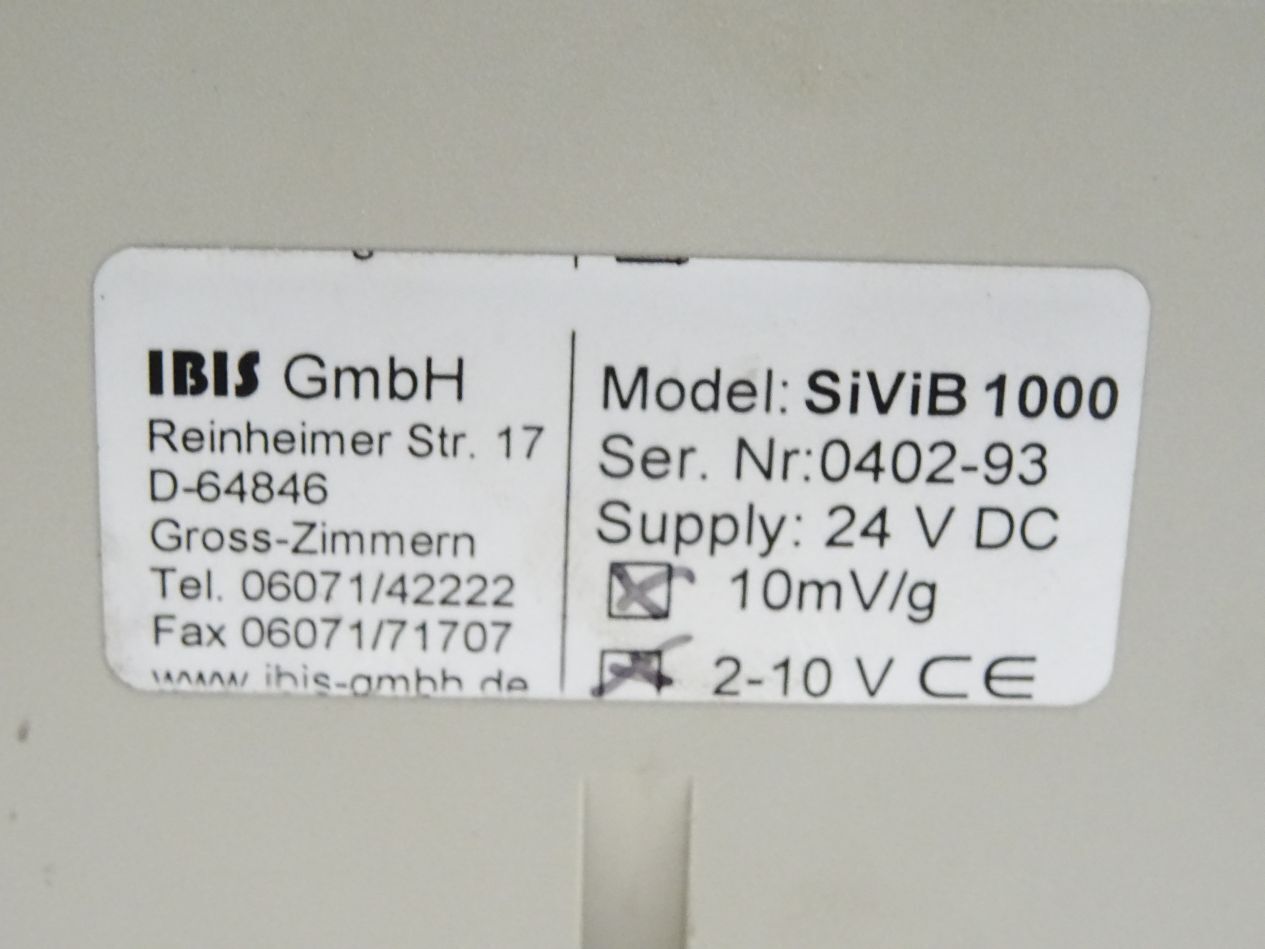 IBIS GmbH
Reinheimer Str. 17
D-64846
Gross-Zimmern
Tel. 06071/42222
Fax 06071/71707
www.ibis-gmbh.de
Model: SiViB 1000
Ser. Nr:0402-93
Supply: 24 V DC
10mV/g
2-10 V CE